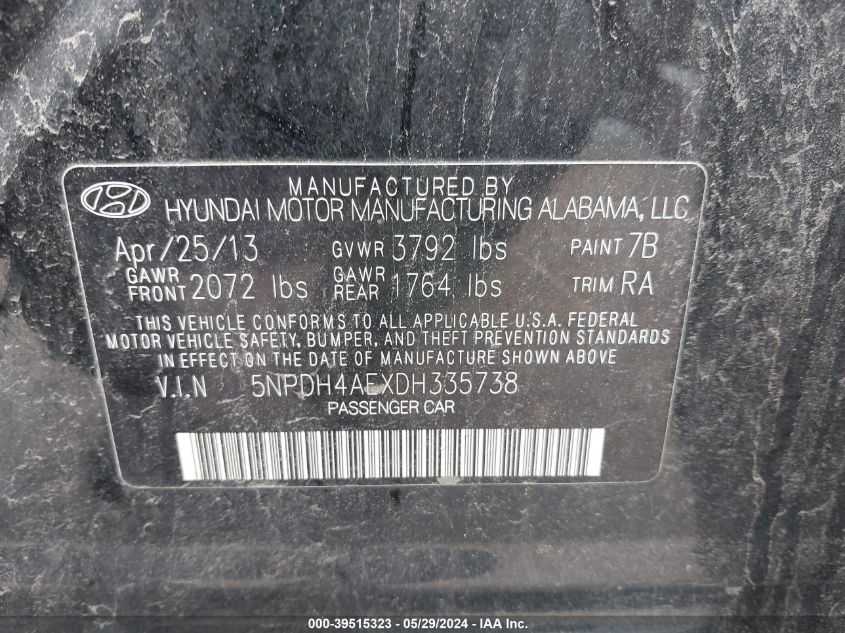 MANUFACTURED BY
HYUNDAI MOTOR MANUFACTURING ALABAMA, LLC
Apr/25/13 GVWR 3792 lbs PAINT 7B
GAWR FRONT 2072 lbs GAWR REAR 1764 lbs TRIM RA
THIS VEHICLE CONFORMS TO ALL APPLICABLE U.S.A. FEDERAL
MOTOR VEHICLE SAFETY, BUMPER, AND THEFT PREVENTION STANDARDS
IN EFFECT ON THE DATE OF MANUFACTURE SHOWN ABOVE
V.I.N 5NPDH4AEXDH335738
PASSENGER CAR
000-39515323 - 05/29/2024 - IAA, Inc.